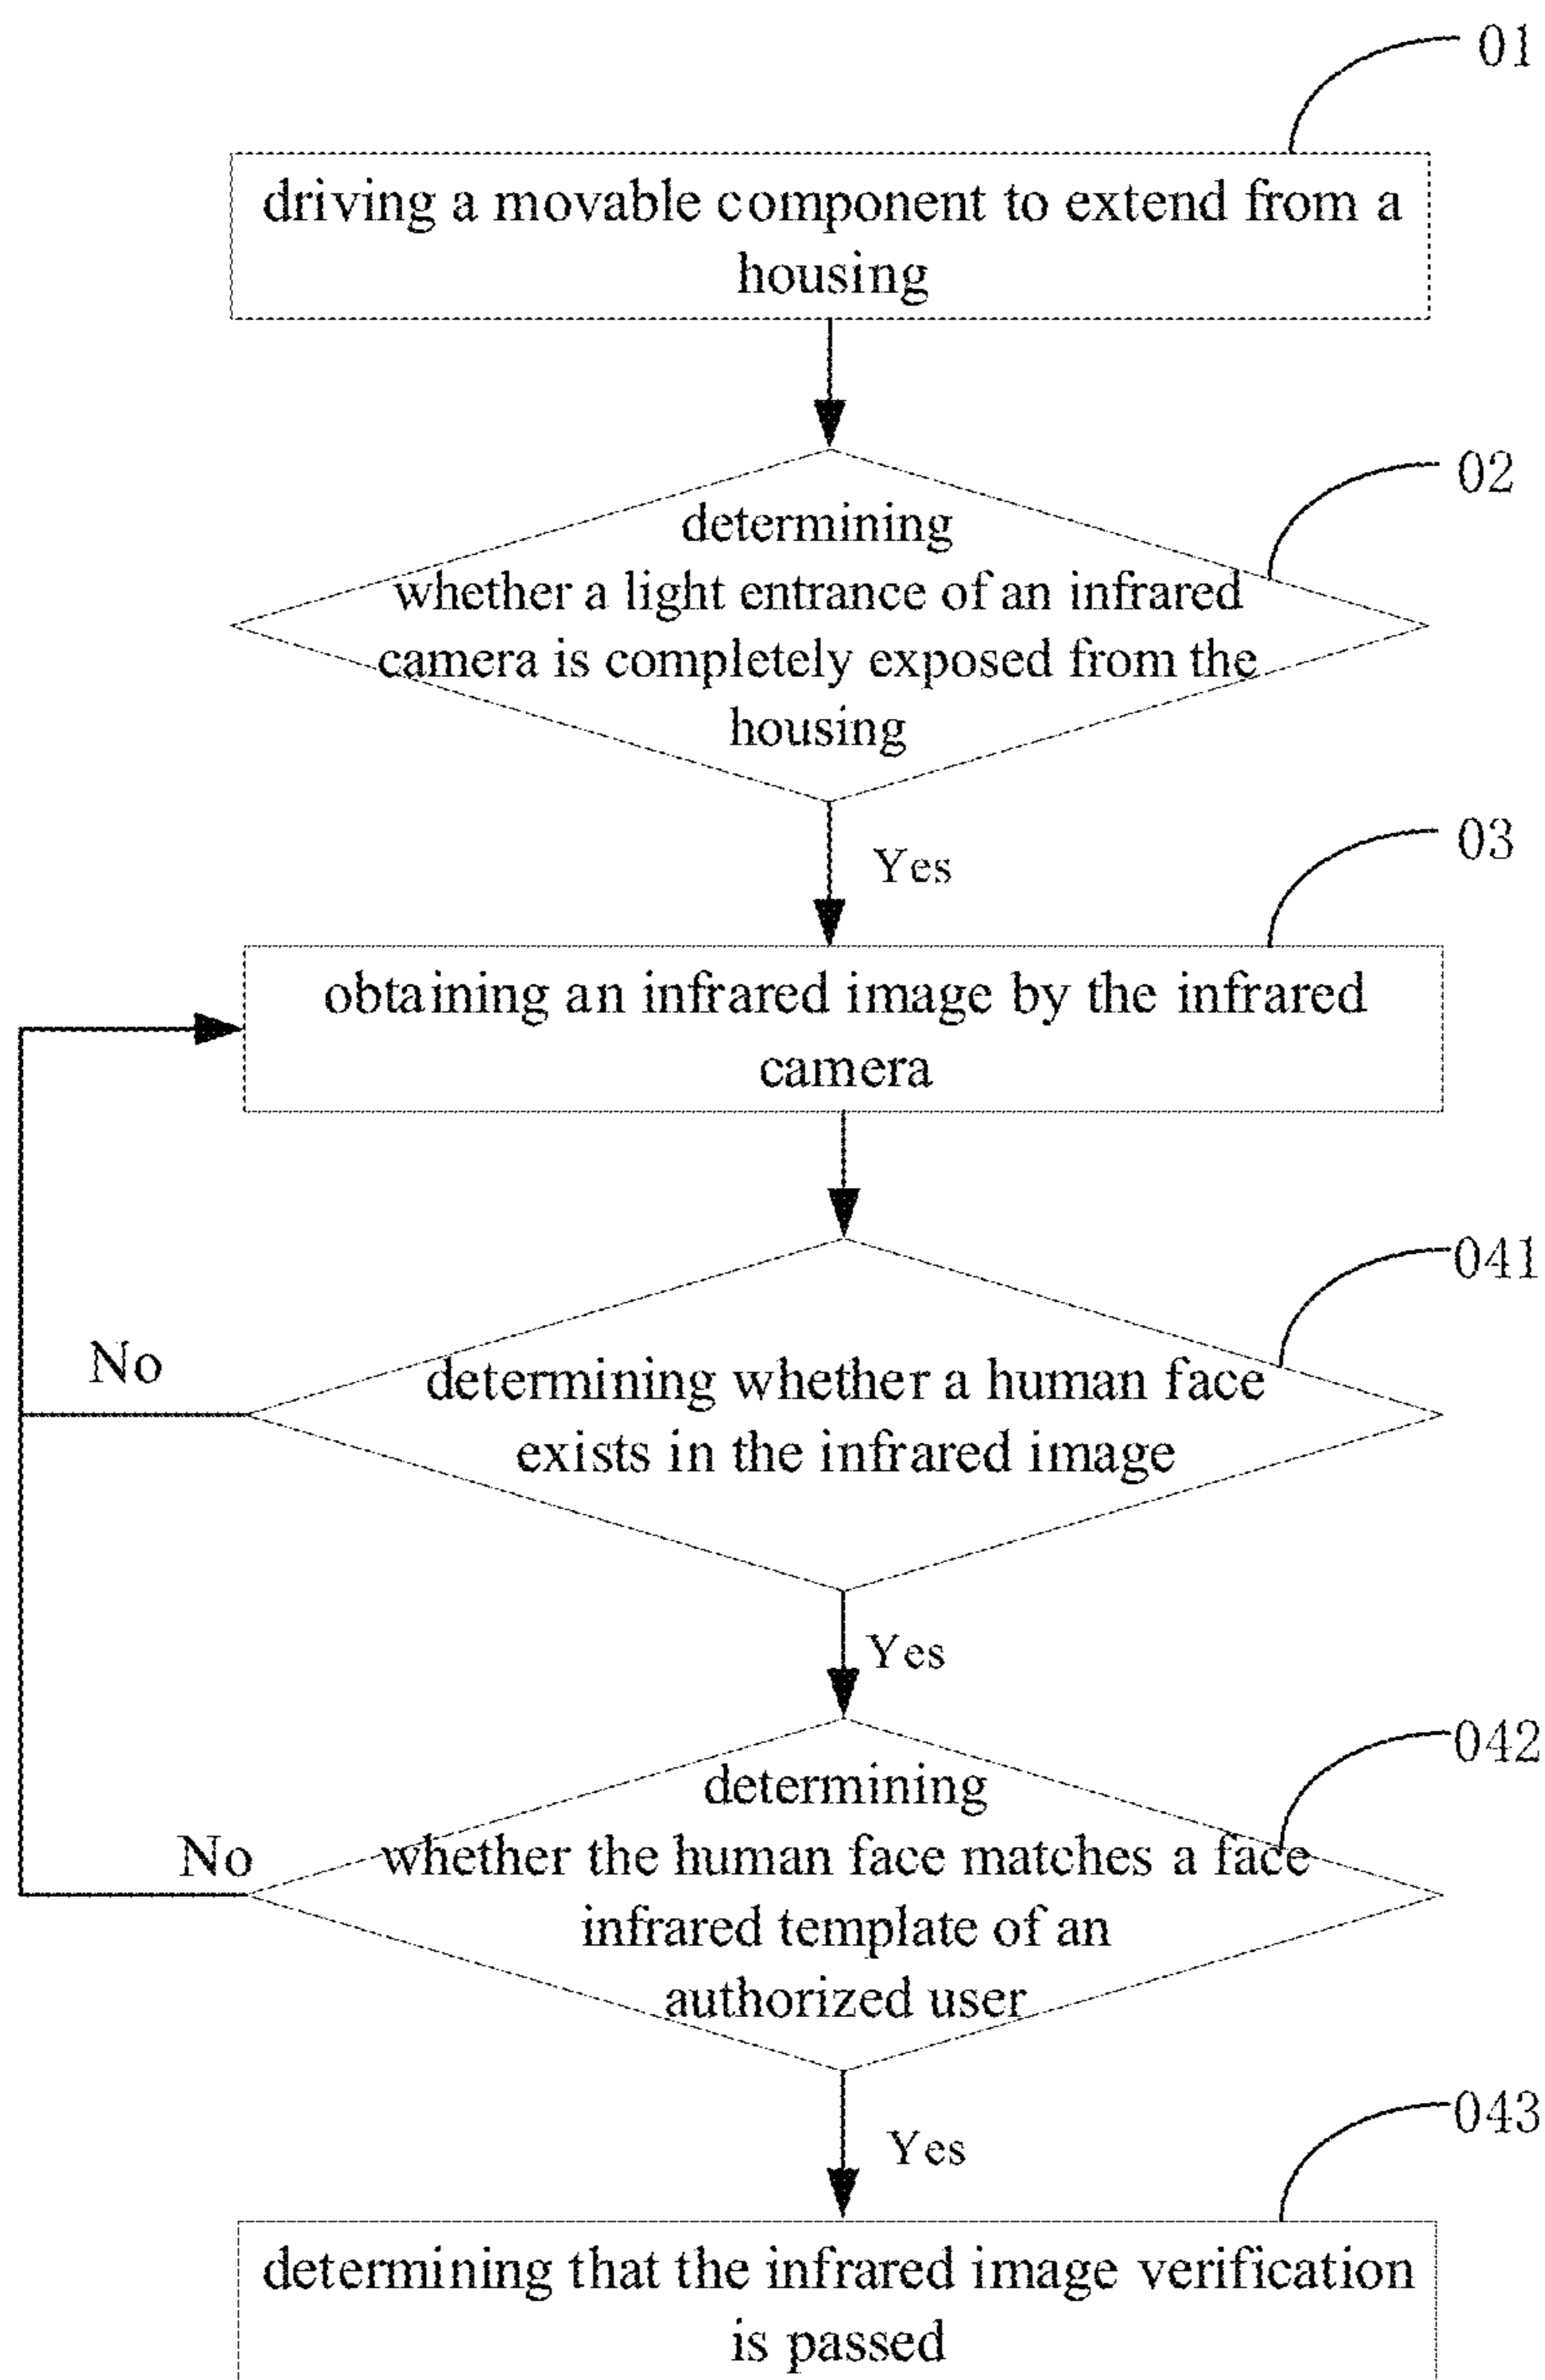 01
driving a movable component to extend from a
housing
02
determining
whether a light entrance of an infrared
camera is completely exposed from the
housing
Yes
03
obtaining an infrared image by the infrared
camera
041
No
determining whether a human face
exists in the infrared image
Yes
042
determining
No
whether the human face matches a face
infrared template of an
authorized user
Yes
043
determining that the infrared image verification
is passed